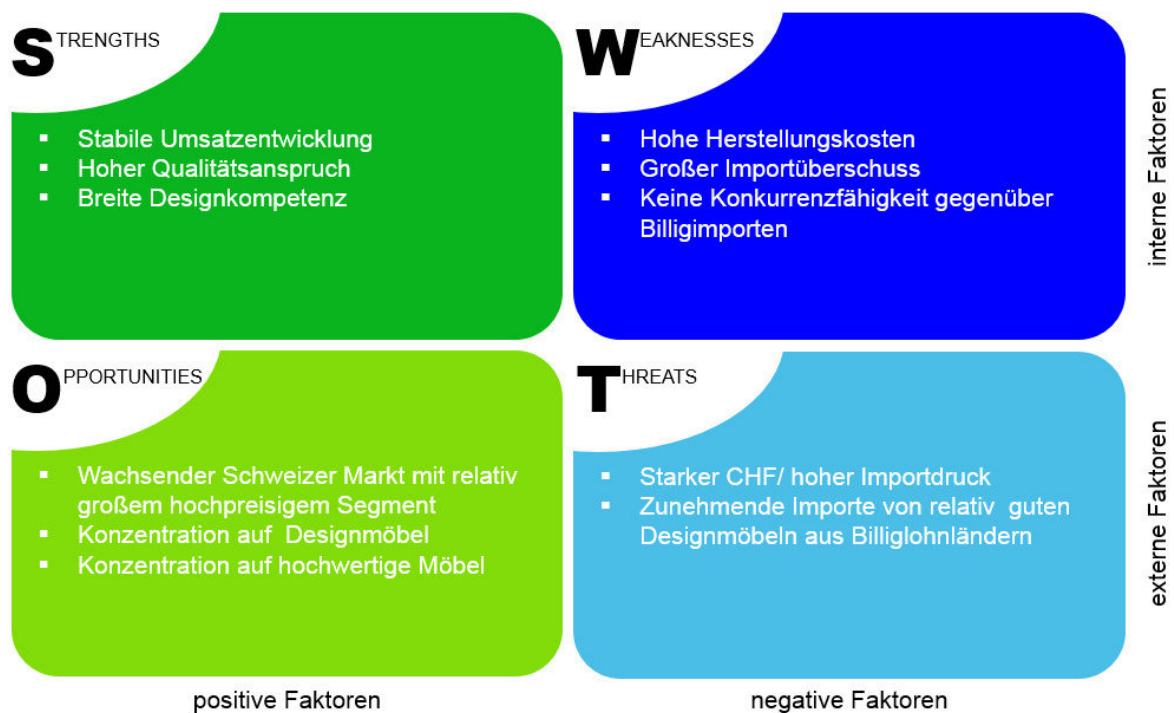 STRENGTHS
▪ Stabile Umsatzentwicklung
▪ Hoher Qualitätsanspruch
▪ Breite Designkompetenz
WEAKNESSES
▪ Hohe Herstellungskosten
▪ Großer Importüberschuss
▪ Keine Konkurrenzfähigkeit gegenüber
Billigimporten
interne Faktoren
OPPORTUNITIES
▪ Wachsender Schweizer Markt mit relativ
großem hochpreisigem Segment
▪ Konzentration auf Designmöbel
▪ Konzentration auf hochwertige Möbel
THREATS
▪ Starker CHF/ hoher Importdruck
▪ Zunehmende Importe von relativ guten
Designmöbeln aus Billiglohnländern
externe Faktoren
positive Faktoren
negative Faktoren